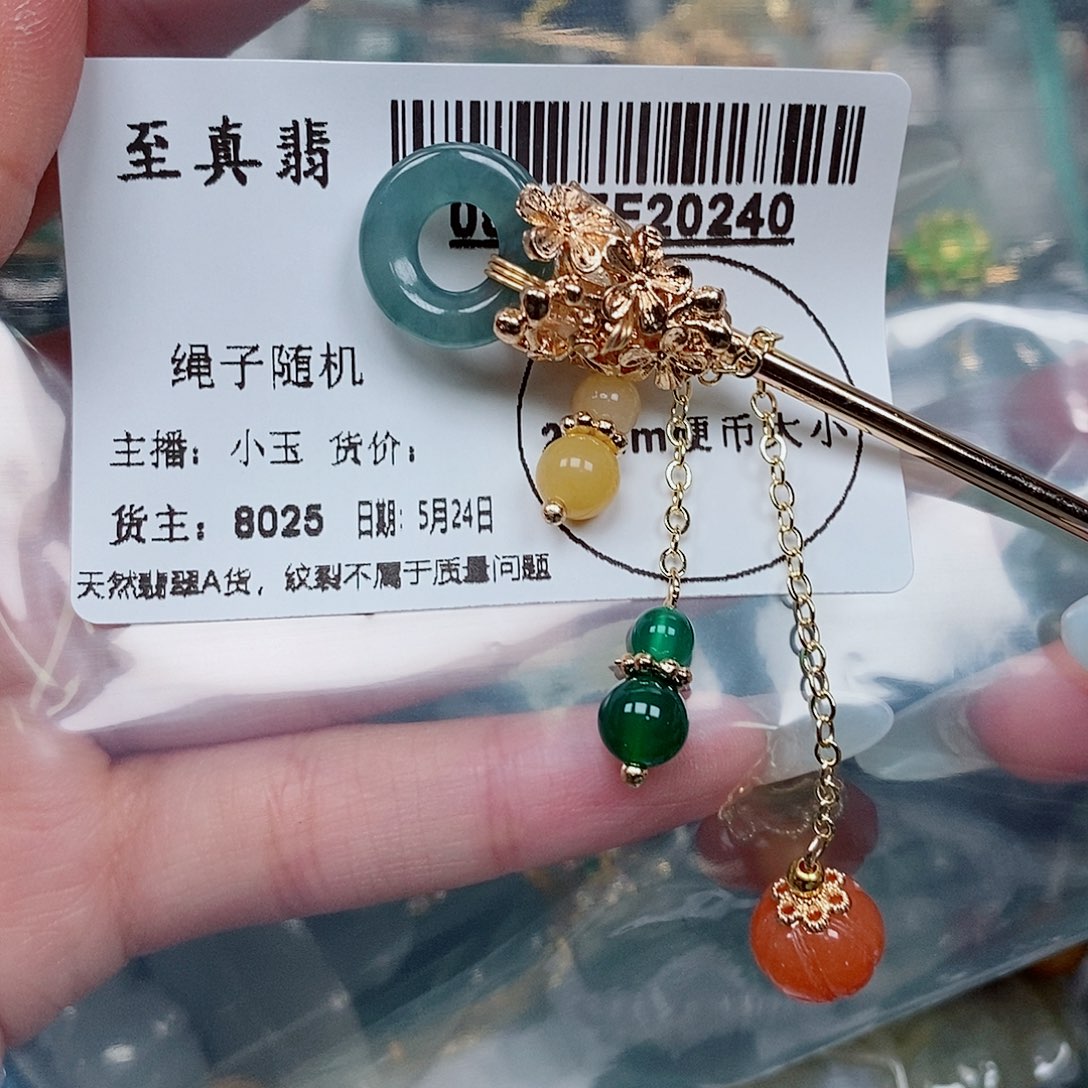 至真翡
20240
绳子随机
主播：小玉 货价：
硬币大小
货主：8025 日期：5月24日
天然翡翠A货，紋裂不属于质量问题